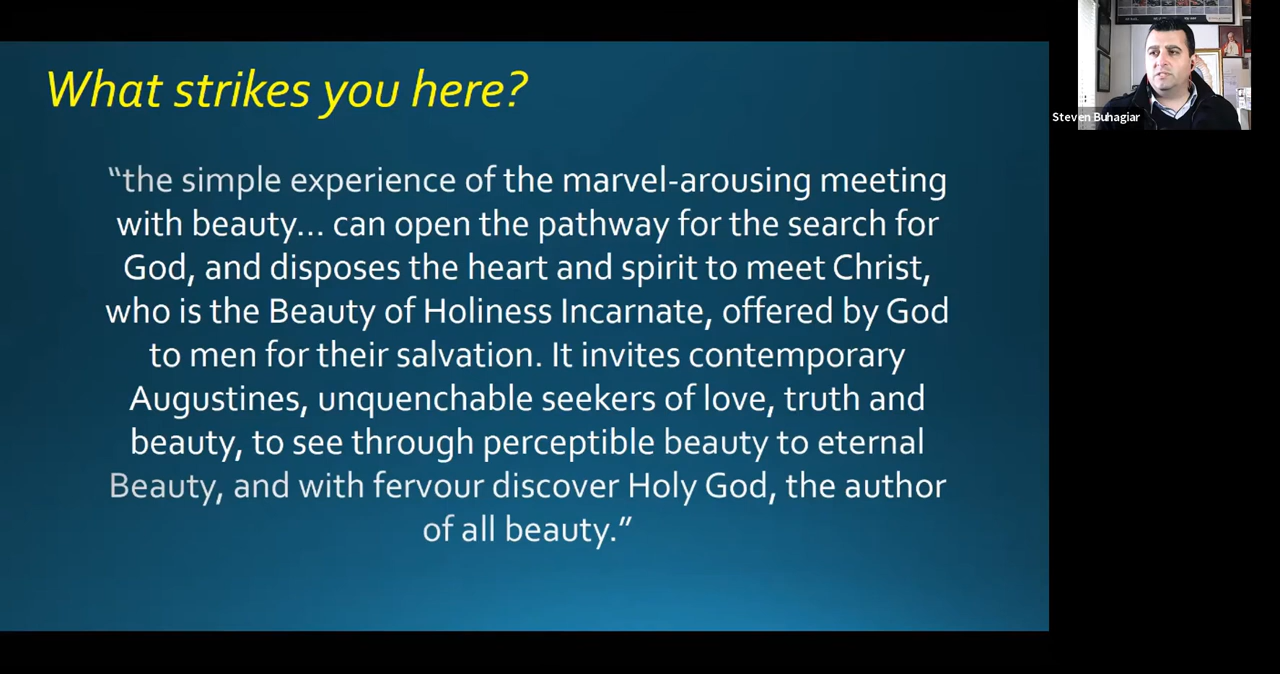 What strikes you here?
“the simple experience of the marvel-arousing meeting
with beauty... can open the pathway for the search for
God, and disposes the heart and spirit to meet Christ,
who is the Beauty of Holiness Incarnate, offered by God
to men for their salvation. It invites contemporary
Augustines, unquenchable seekers of love, truth and
beauty, to see through perceptible beauty to eternal
Beauty, and with fervour discover Holy God, the author
of all beauty.”
Steven Buhagiar